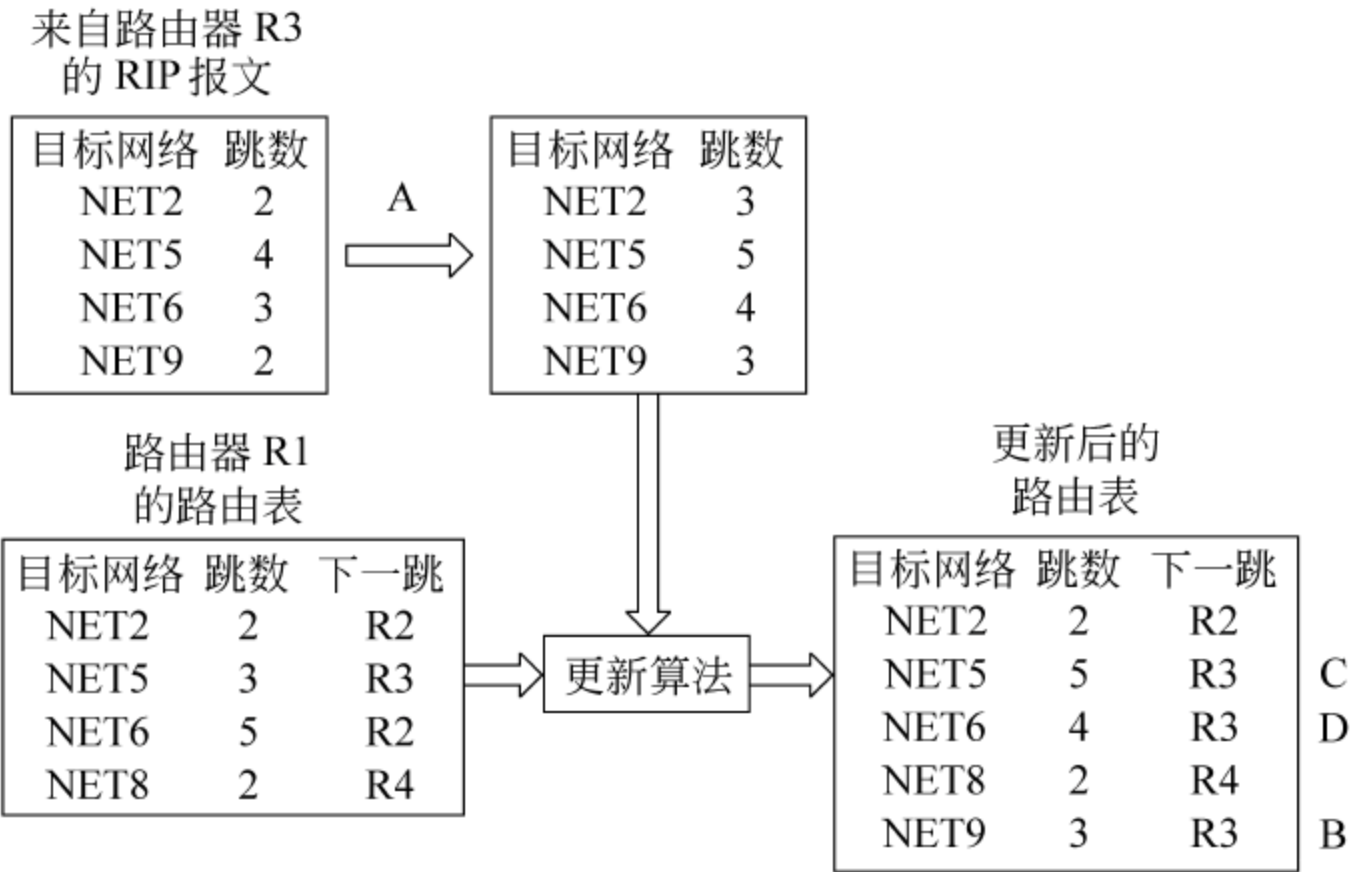 来自路由器 R3
的 RIP 报文
目标网络 跳数
NET2 2
NET5 4
NET6 3
NET9 2
A
目标网络 跳数
NET2 3
NET5 5
NET6 4
NET9 3
路由器 R1
的路由表
目标网络 跳数 下一跳
NET2 2 R2
NET5 3 R3
NET6 5 R2
NET8 2 R4
更新算法
更新后的
路由表
目标网络 跳数 下一跳
NET2 2 R2
NET5 5 R3 C
NET6 4 R3 D
NET8 2 R4
NET9 3 R3 B